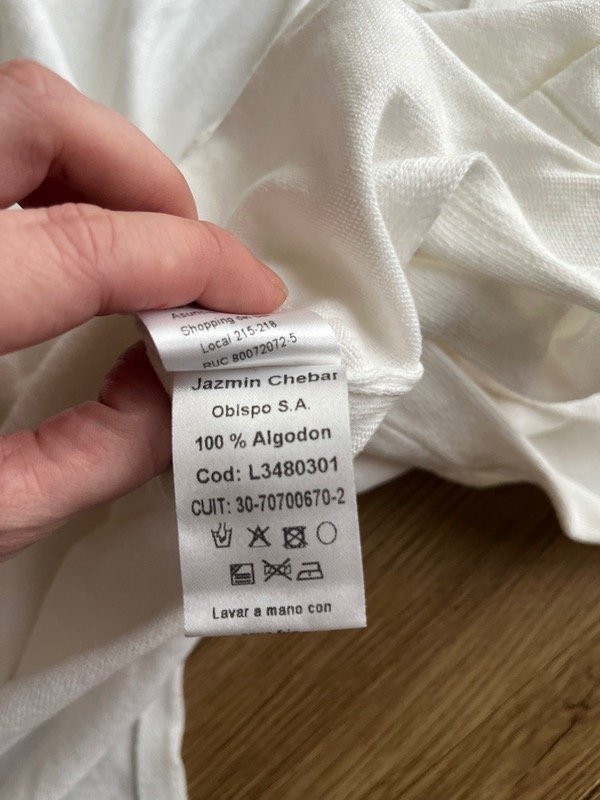 Shopping
Local 215-218
RUC 80072072-5
Jazmin Chebar
Obispo S.A.
100 % Algodon
Cod: L3480301
CUIT: 30-70700670-2
Lavar a mano con